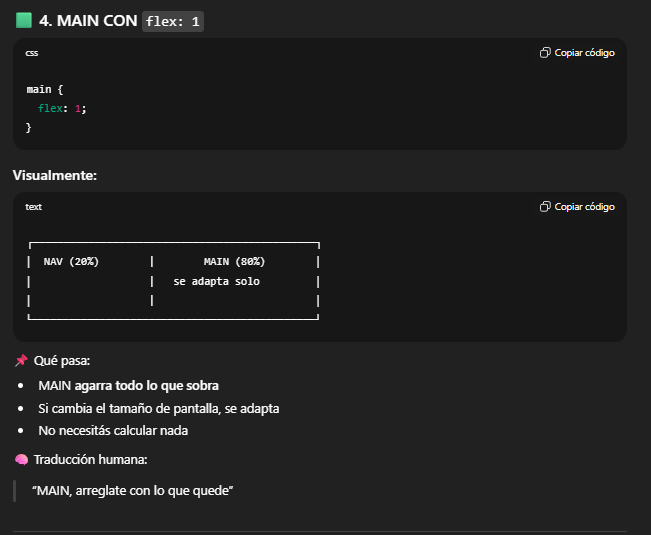 4. MAIN CON flex: 1
css
Copiar código
main {
flex: 1;
}
Visualmente:
text
Copiar código
| NAV (20%) | MAIN (80%) |
| | se adapta solo |
| | |
Qué pasa:
• MAIN agarra todo lo que sobra
• Si cambia el tamaño de pantalla, se adapta
• No necesitás calcular nada
Traducción humana:
“MAIN, arreglate con lo que quede”